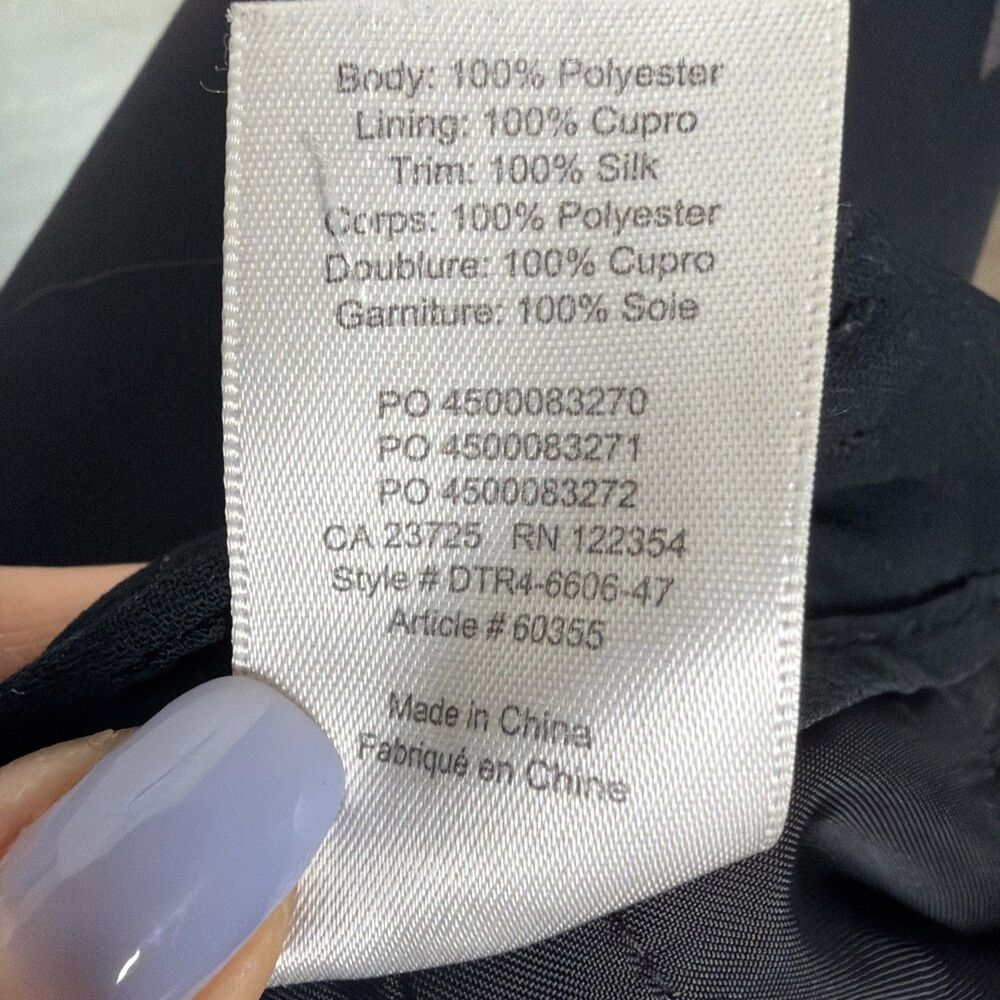 Body: 100% Polyester
Lining: 100% Cupro
Trim: 100% Silk
Corps: 100% Polyester
Doublure: 100% Cupro
Garniture: 100% Soie
PO 4500083270
PO 4500083271
PO 4500083272
CA 23725 RN 122354
Style # DTR4-6606-47
Article # 60355
Made in China
Fabriqué en Chine